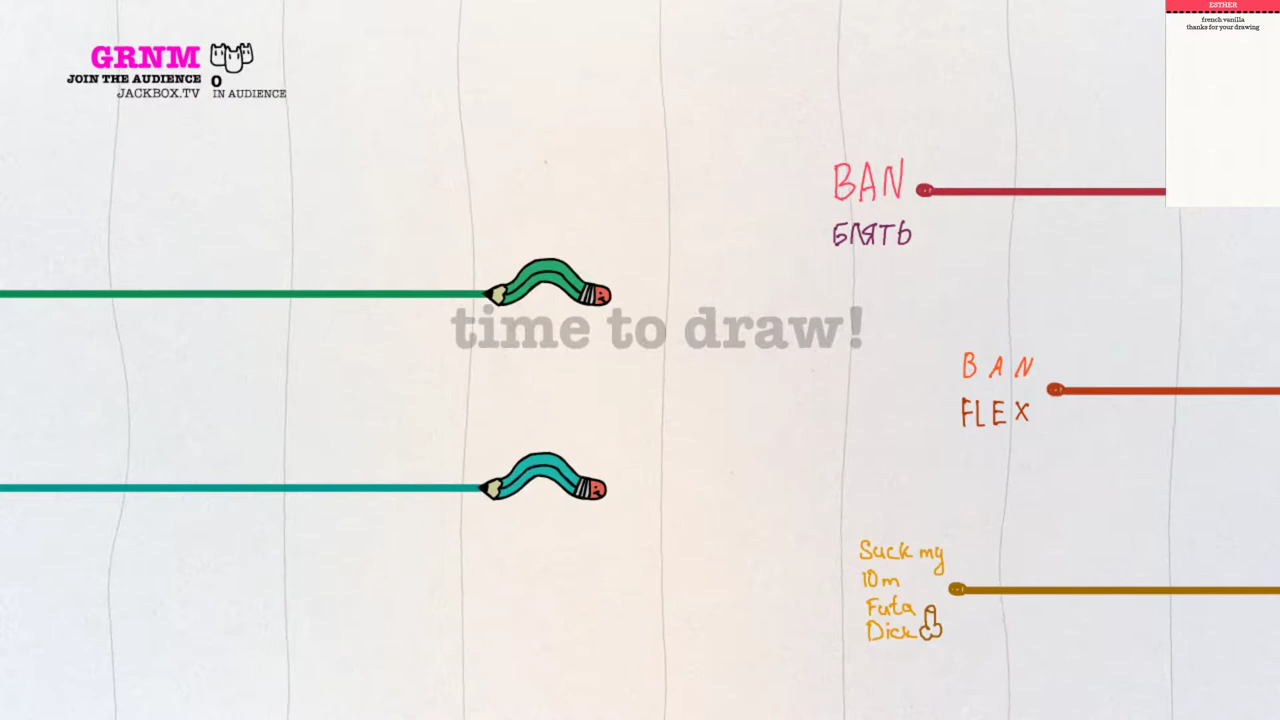 GRNM
JOIN THE AUDIENCE
JACKBOX.TV
0
IN AUDIENCE
ESTHER
french vanilla
thanks for your drawing
BAN
БЛЯТЬ
time to draw!
BAN
FLEX
Suck my
10m
Futa
Dick